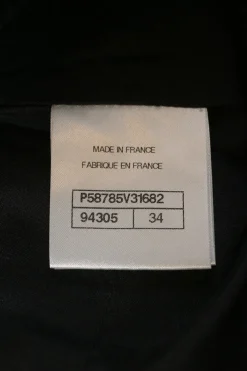 MADE IN FRANCE
FABRIQUE EN FRANCE
P58785V31682
94305 34